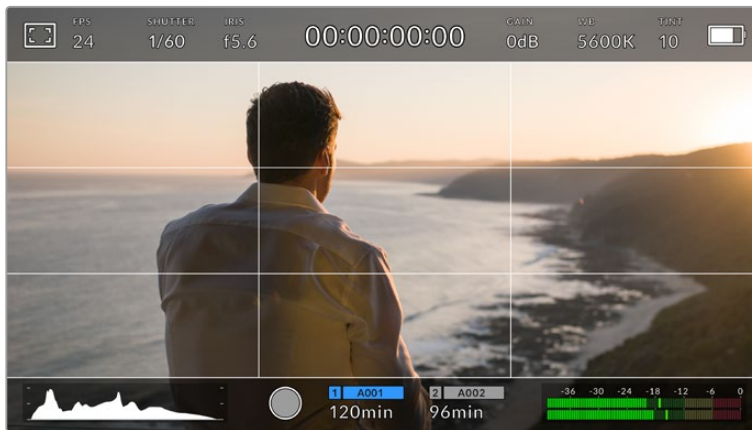 FPS SHUTTER IRIS GAIN WB TINT
24 1/60 f5.6 00:00:00:00 0dB 5600K 10
1 A001 2 A002
120min 96min
-36 -30 -24 -18 -12 -6 0